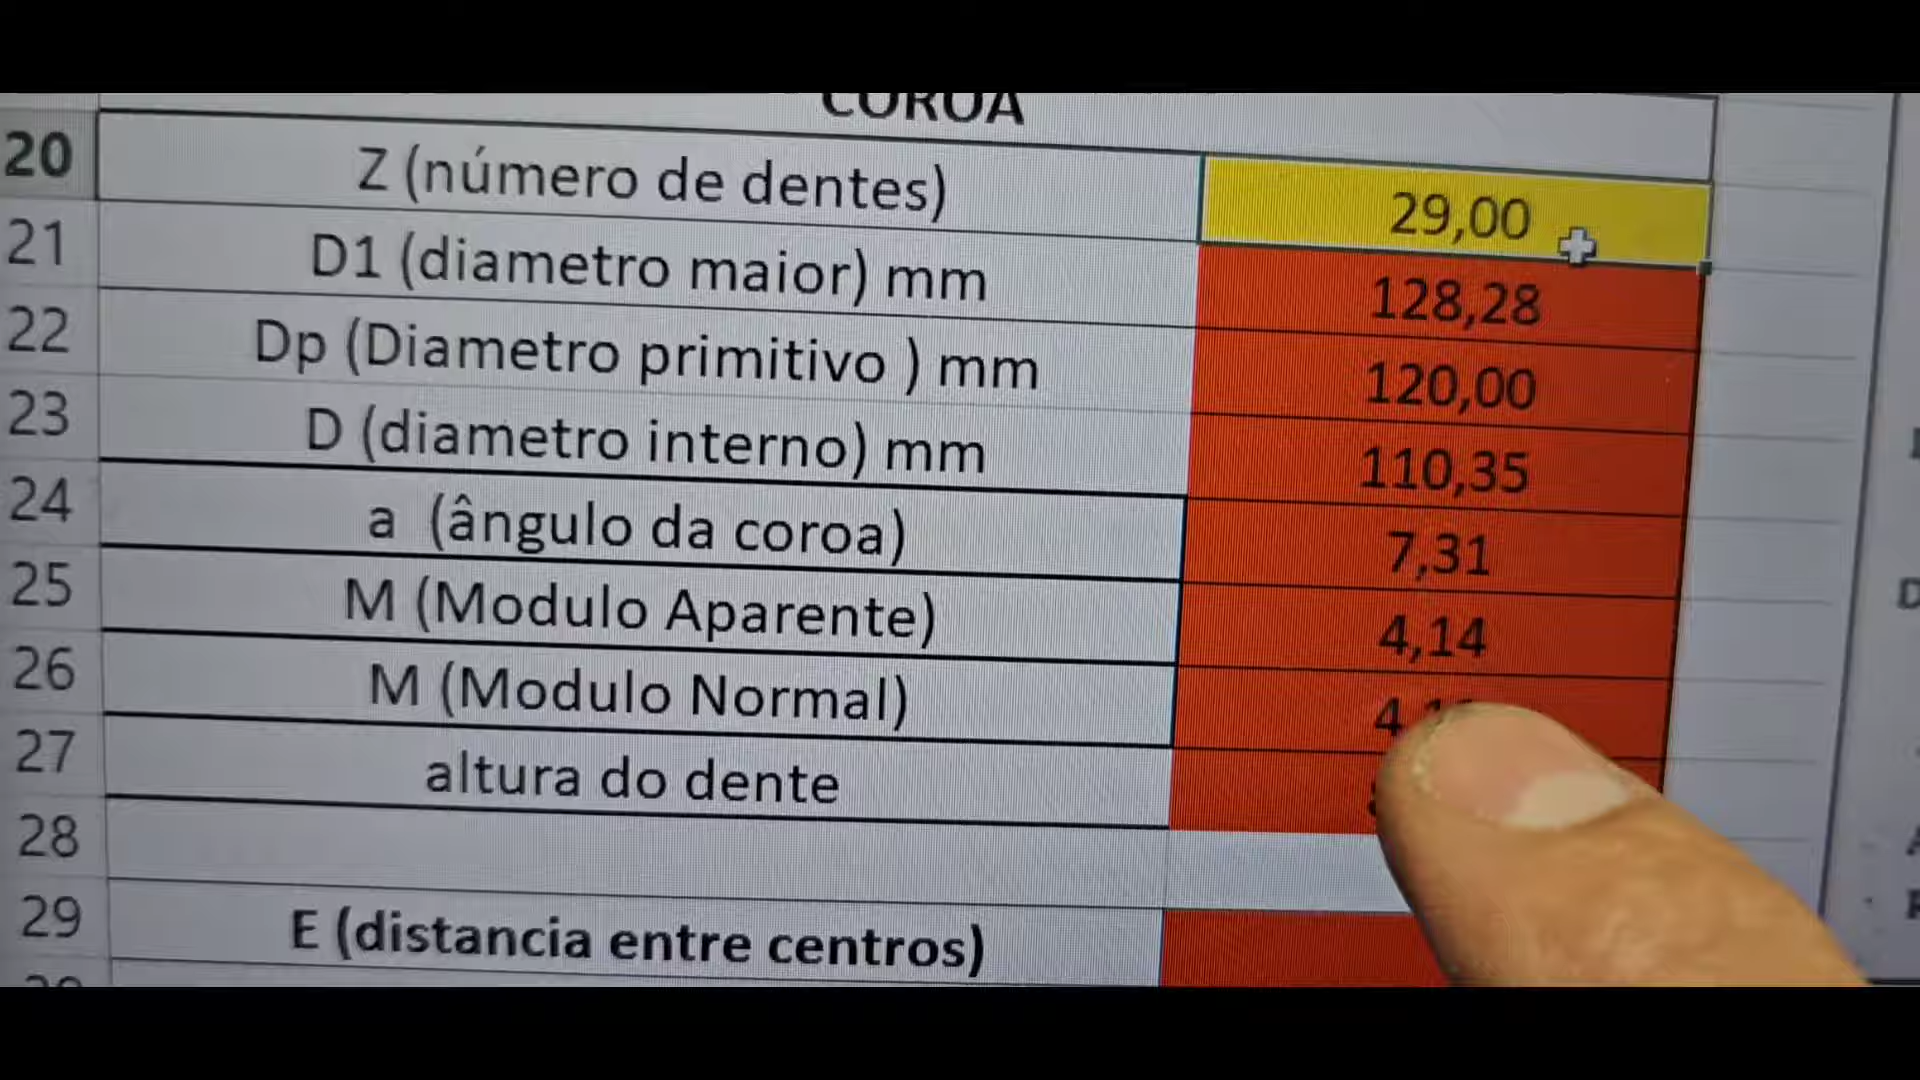 COROA
20 Z (número de dentes) 29,00
21 D1 (diametro maior) mm 128,28
22 Dp (Diametro primitivo ) mm 120,00
23 D (diametro interno) mm 110,35
24 a (ângulo da coroa) 7,31
25 M (Modulo Aparente) 4,14
26 M (Modulo Normal)
27 altura do dente
28
29 E (distancia entre centros)